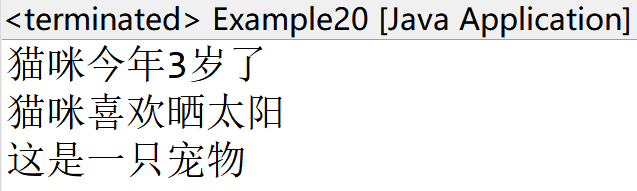 <terminated> Example20 [Java Application]
猫咪今年3岁了
猫咪喜欢晒太阳
这是一只宠物